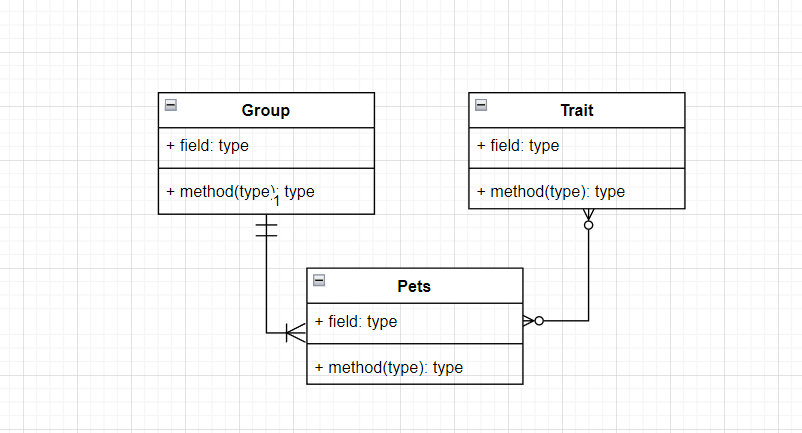 Group
+ field: type
+ method(type): type
1
Trait
+ field: type
+ method(type): type
Pets
+ field: type
+ method(type): type